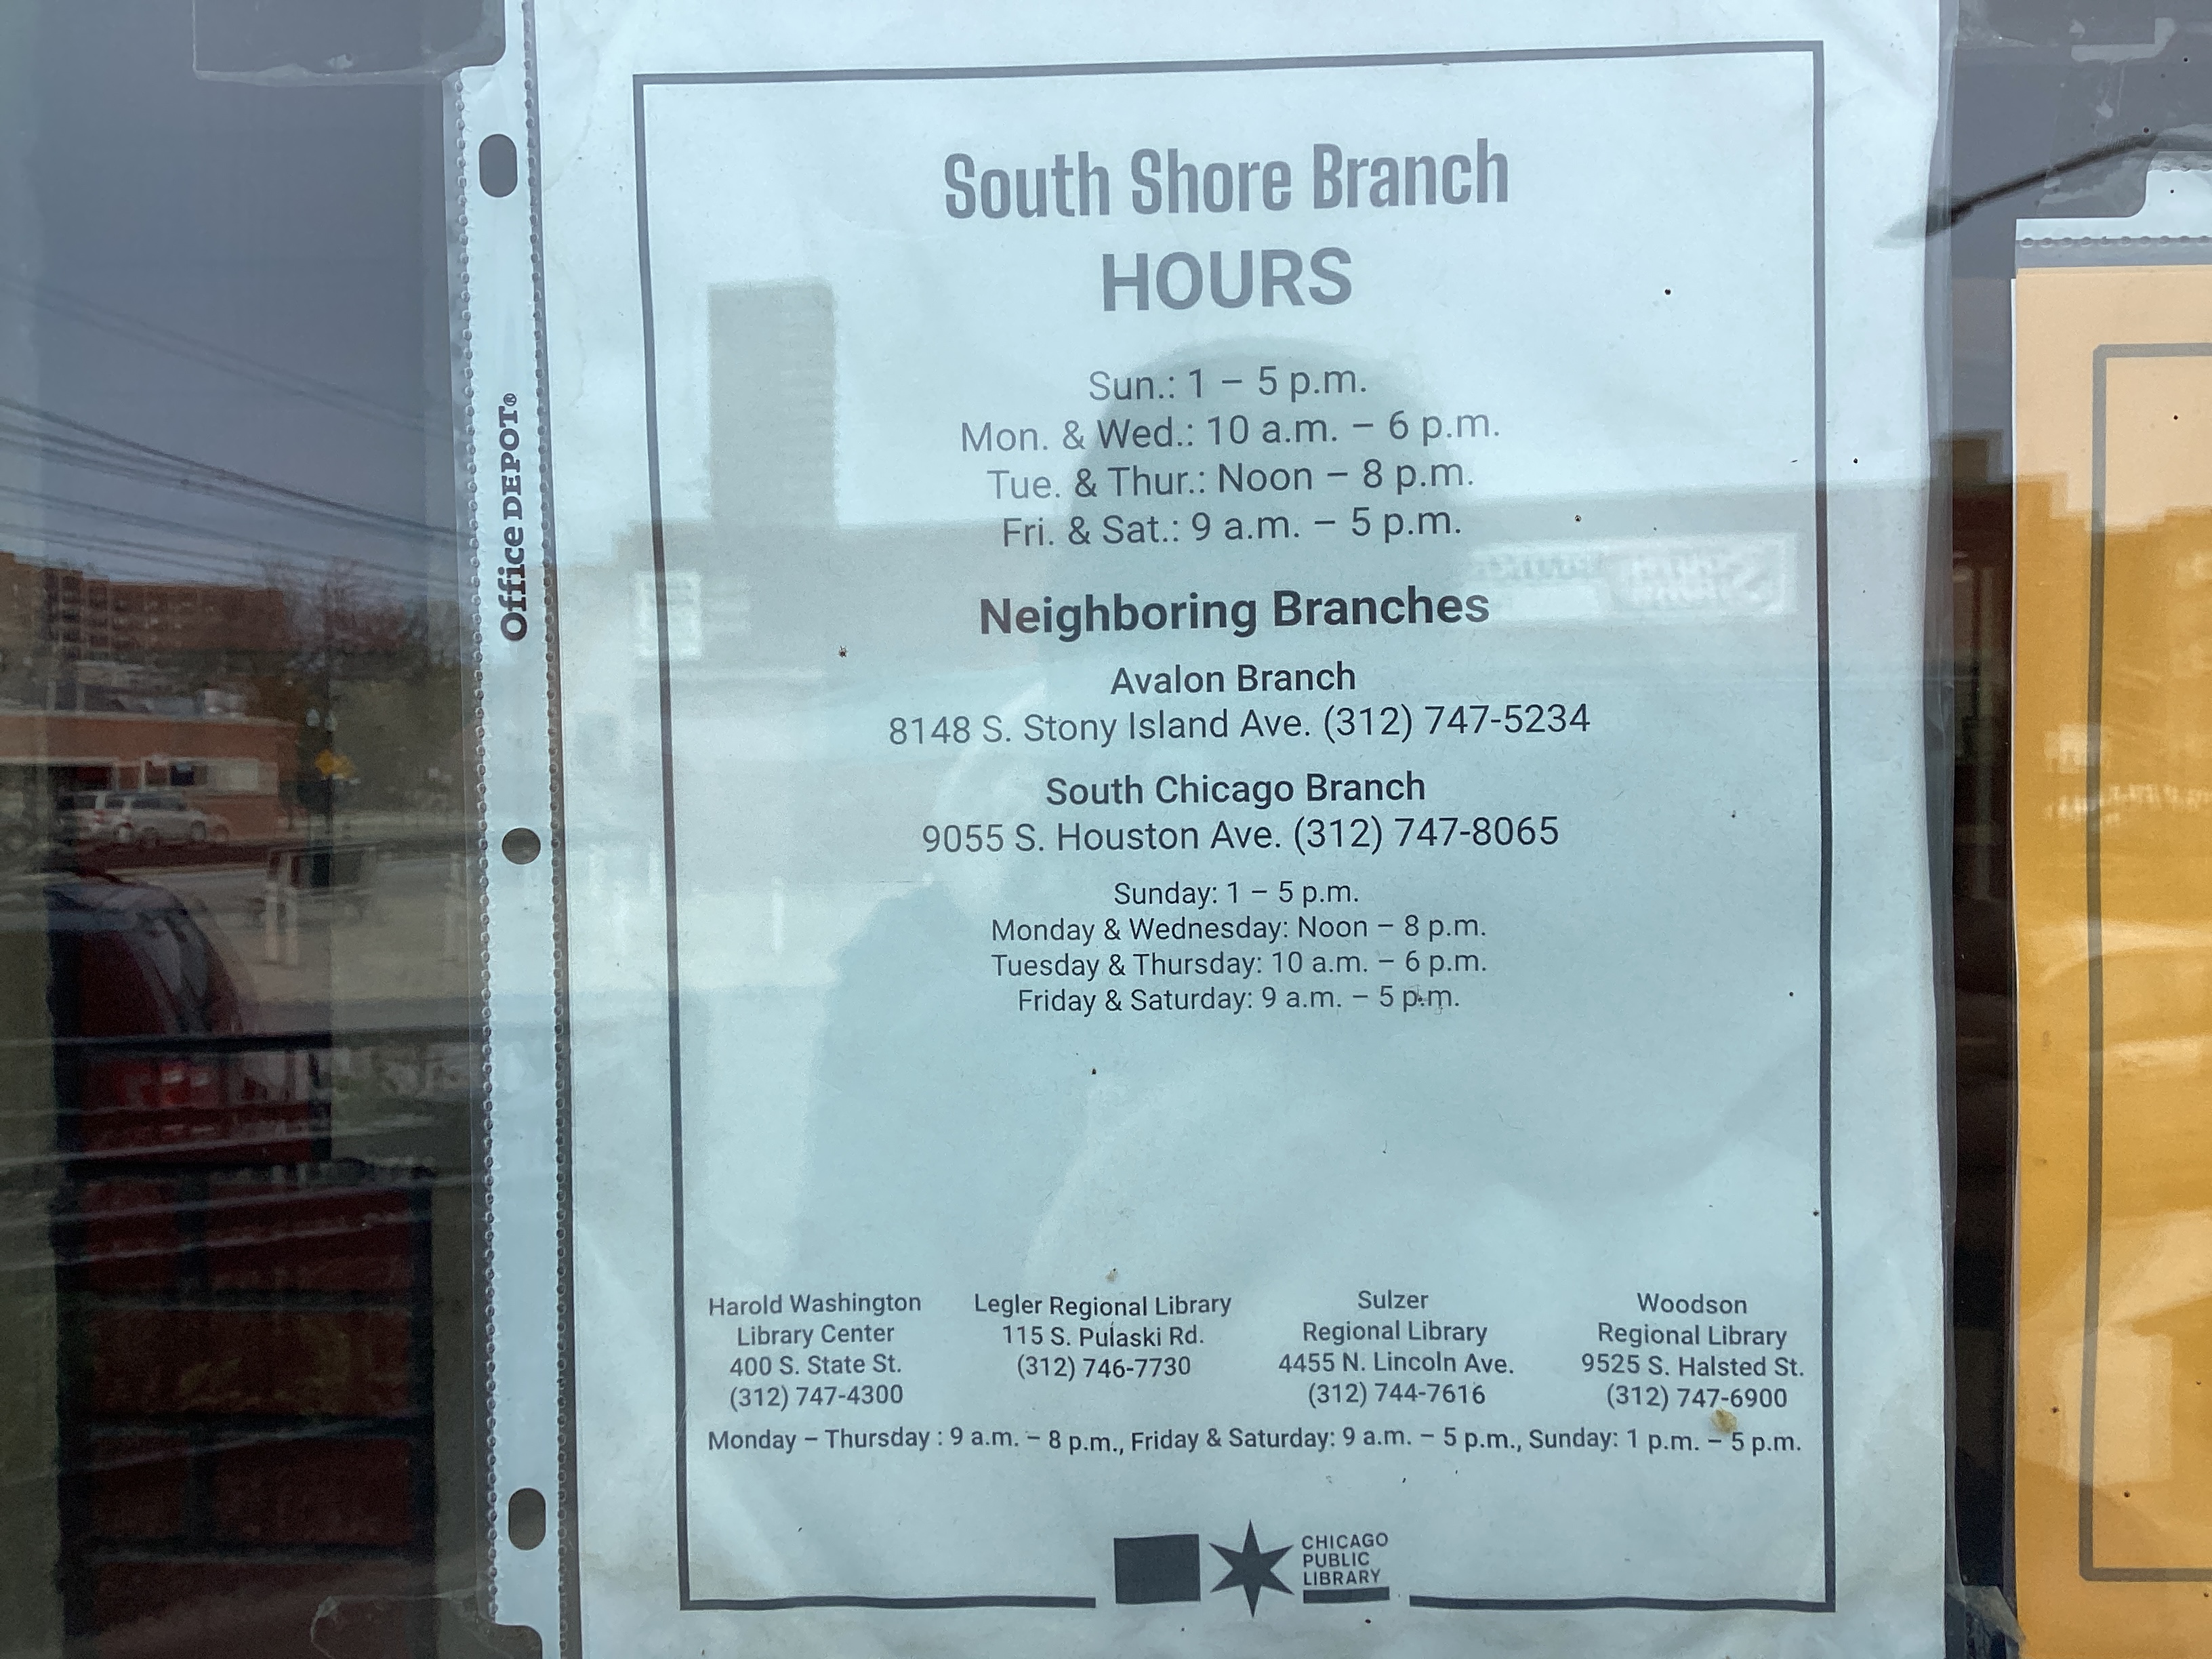 South Shore Branch
HOURS
Sun.: 1 – 5 p.m.
Mon. & Wed.: 10 a.m. – 6 p.m.
Tue. & Thur.: Noon – 8 p.m.
Fri. & Sat.: 9 a.m. – 5 p.m.
Neighboring Branches
Avalon Branch
8148 S. Stony Island Ave. (312) 747-5234
South Chicago Branch
9055 S. Houston Ave. (312) 747-8065
Sunday: 1 – 5 p.m.
Monday & Wednesday: Noon – 8 p.m.
Tuesday & Thursday: 10 a.m. – 6 p.m.
Friday & Saturday: 9 a.m. – 5 p.m.
Harold Washington
Library Center
400 S. State St.
(312) 747-4300
Legler Regional Library
115 S. Pulaski Rd.
(312) 746-7730
Sulzer
Regional Library
4455 N. Lincoln Ave.
(312) 744-7616
Woodson
Regional Library
9525 S. Halsted St.
(312) 747-6900
Monday – Thursday : 9 a.m. – 8 p.m., Friday & Saturday: 9 a.m. – 5 p.m., Sunday: 1 p.m. – 5 p.m.
CHICAGO
PUBLIC
LIBRARY
Office DEPOT®